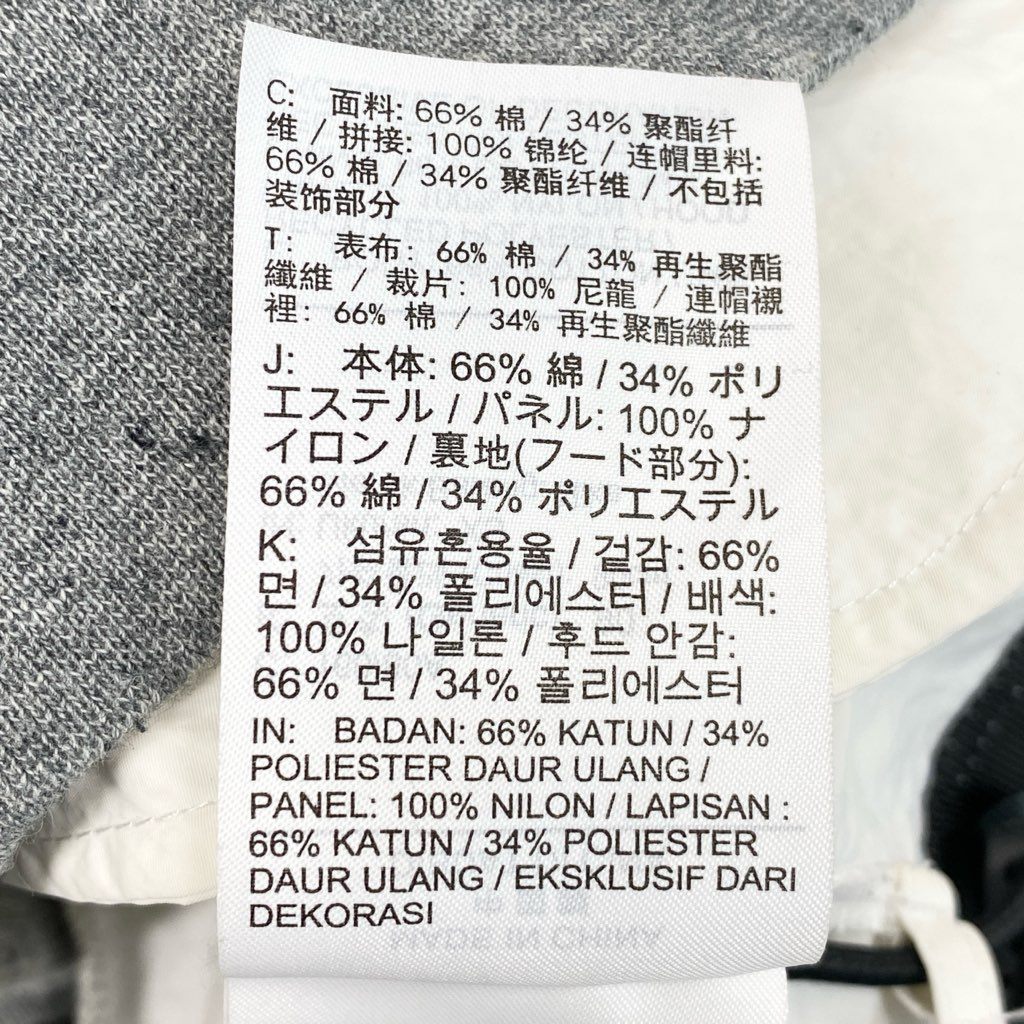 C: 面料: 66% 棉 / 34% 聚酯纤
维 / 拼接: 100% 锦纶 / 连帽里料:
66% 棉 / 34% 聚酯纤维 / 不包括
装饰部分
T: 表布: 66% 棉 / 34% 再生聚酯
纖維 / 裁片: 100% 尼龍 / 連帽襯
裡: 66% 棉 / 34% 再生聚酯纖維
J: 本体: 66% 綿 / 34% ポリ
エステル / パネル: 100% ナ
イロン / 裏地(フード部分):
66% 綿 / 34% ポリエステル
K: 섬유혼용율 / 겉감: 66%
면 / 34% 폴리에스터 / 배색:
100% 나일론 / 후드 안감:
66% 면 / 34% 폴리에스터
IN: BADAN: 66% KATUN / 34%
POLIESTER DAUR ULANG /
PANEL: 100% NILON / LAPISAN :
66% KATUN / 34% POLIESTER
DAUR ULANG / EKSKLUSIF DARI
DEKORASI
MADE IN CHINA